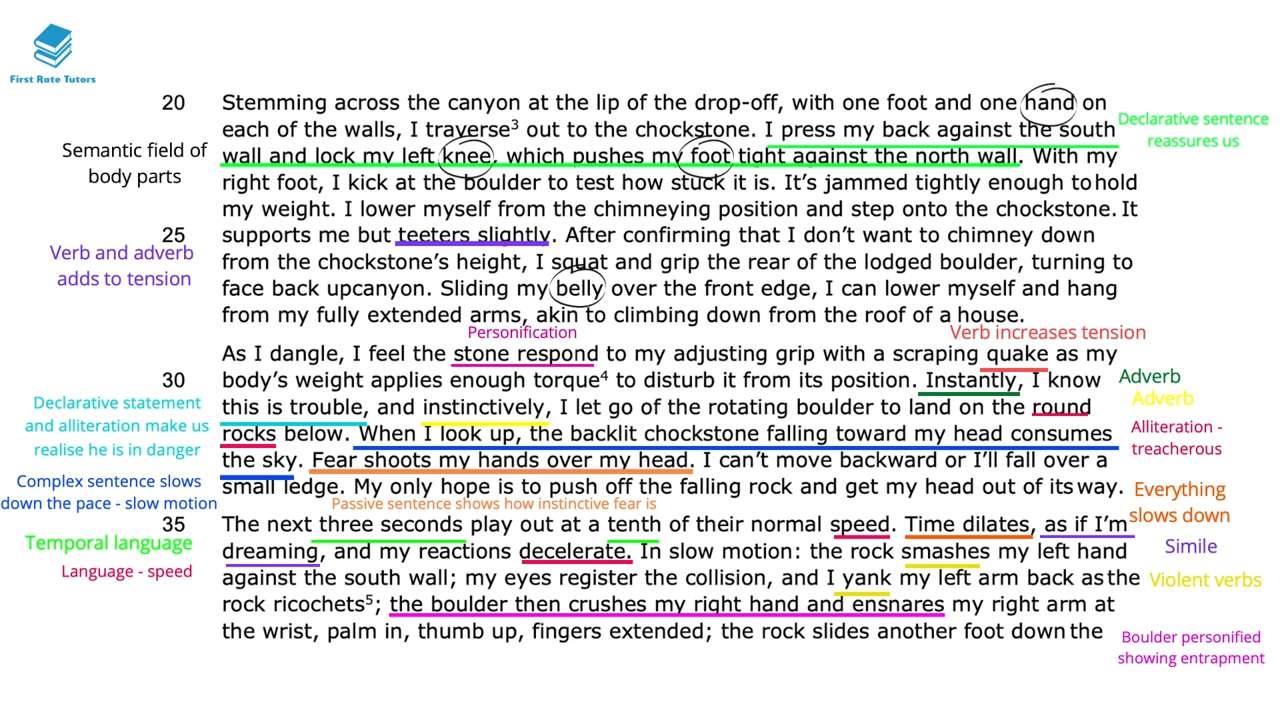 First Rate Tutors
20 Stemming across the canyon at the lip of the drop-off, with one foot and one hand on
each of the walls, I traverse³ out to the chockstone. I press my back against the south
Declarative sentence
reassures us
Semantic field of
body parts
wall and lock my left knee, which pushes my foot tight against the north wall. With my
right foot, I kick at the boulder to test how stuck it is. It's jammed tightly enough to hold
my weight. I lower myself from the chimneying position and step onto the chockstone. It
25 supports me but teeters slightly. After confirming that I don't want to chimney down
Verb and adverb
adds to tension
from the chockstone's height, I squat and grip the rear of the lodged boulder, turning to
face back upcanyon. Sliding my belly over the front edge, I can lower myself and hang
from my fully extended arms, akin to climbing down from the roof of a house.
Personification
Verb increases tension
As I dangle, I feel the stone respond to my adjusting grip with a scraping quake as my
30 body's weight applies enough torque⁴ to disturb it from its position. Instantly, I know
Adverb
Adverb
Declarative statement
and alliteration make us
realise he is in danger
this is trouble, and instinctively, I let go of the rotating boulder to land on the round
rocks below. When I look up, the backlit chockstone falling toward my head consumes
Alliteration -
treacherous
the sky. Fear shoots my hands over my head. I can't move backward or I'll fall over a
Complex sentence slows
down the pace - slow motion
small ledge. My only hope is to push off the falling rock and get my head out of its way.
Passive sentence shows how instinctive fear is
Everything
slows down
35 The next three seconds play out at a tenth of their normal speed. Time dilates, as if I'm
Temporal language
Language - speed
dreaming, and my reactions decelerate. In slow motion: the rock smashes my left hand
Simile
against the south wall; my eyes register the collision, and I yank my left arm back as the
Violent verbs
rock ricochets⁵; the boulder then crushes my right hand and ensnares my right arm at
the wrist, palm in, thumb up, fingers extended; the rock slides another foot down the
Boulder personified
showing entrapment